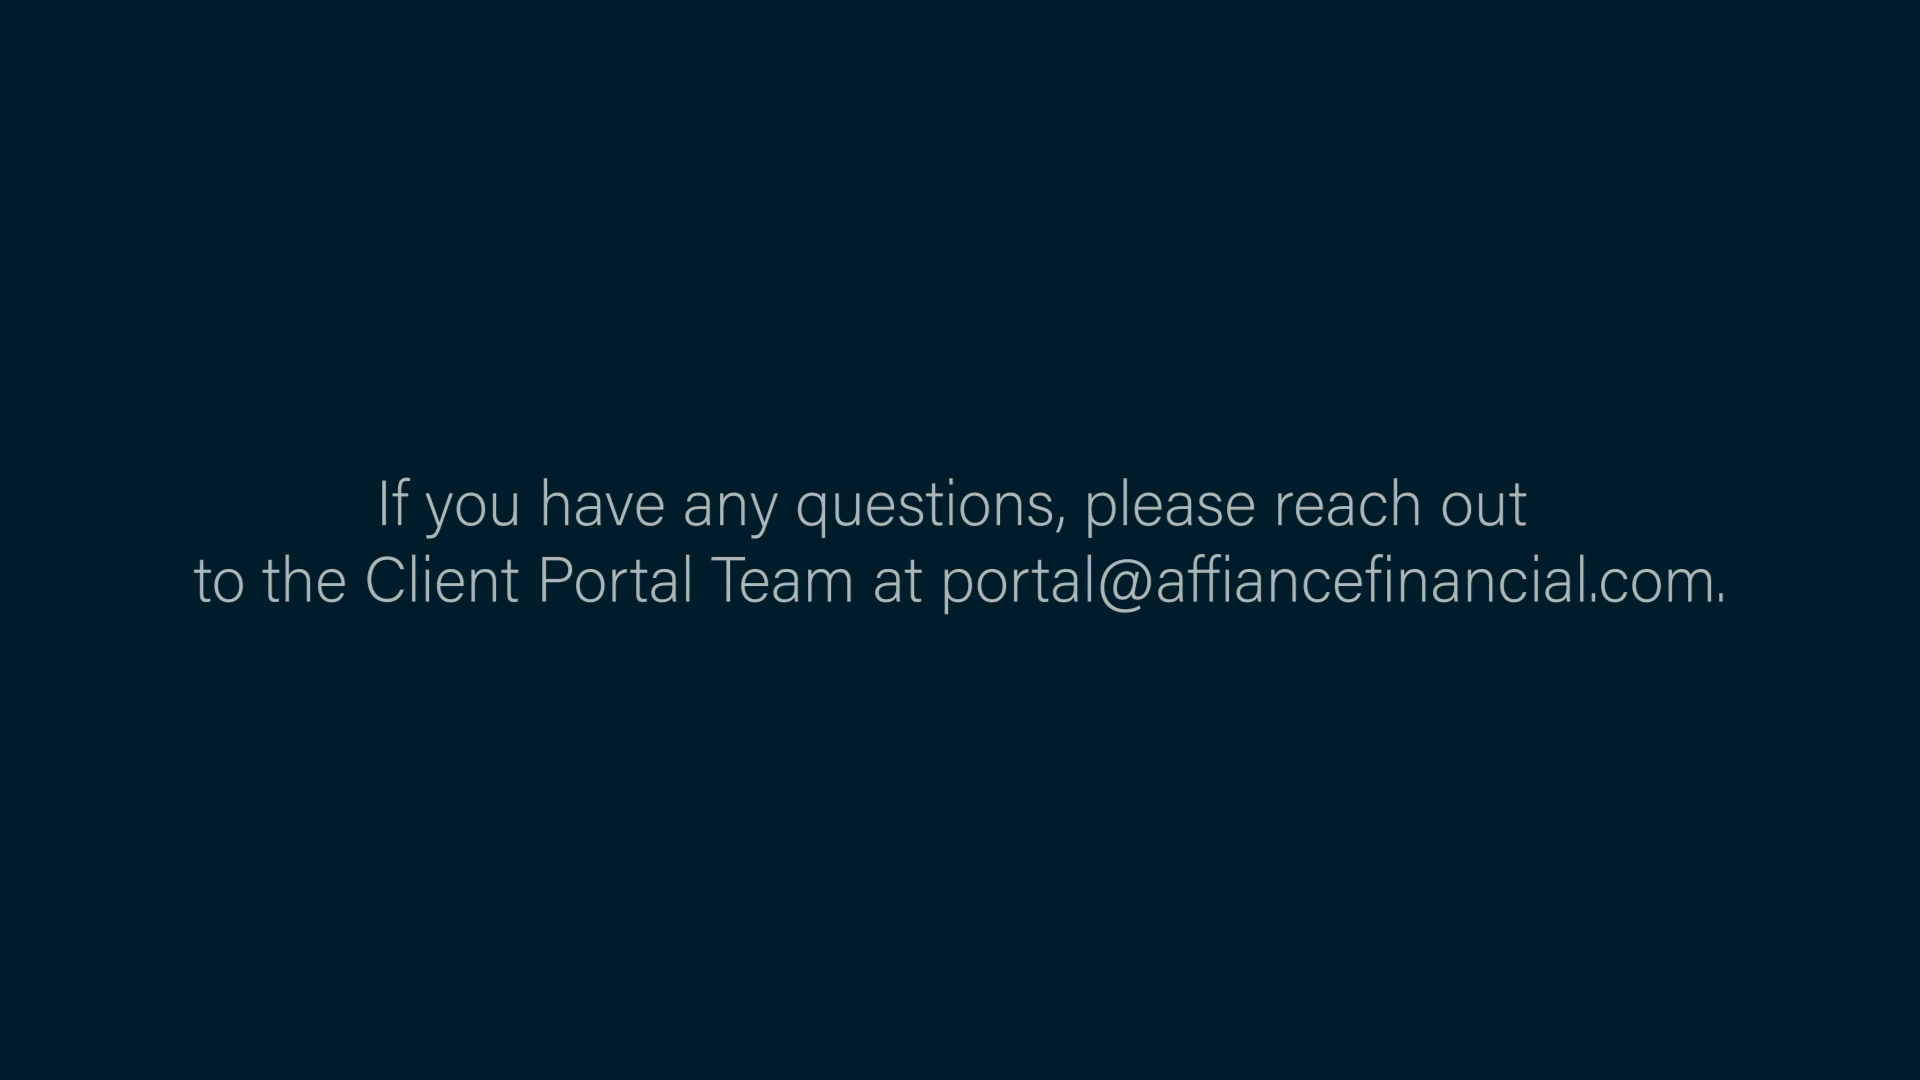 If you have any questions, please reach out
to the Client Portal Team at portal@affiancefinancial.com.